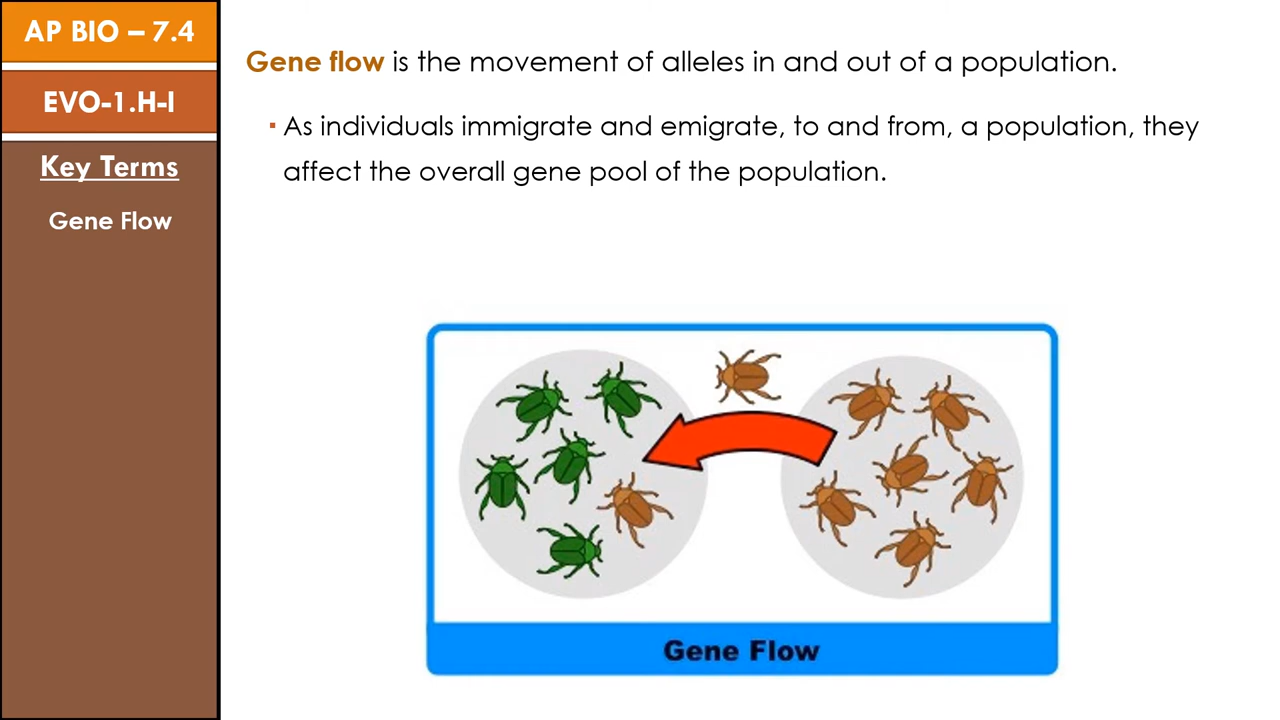 AP BIO – 7.4
EVO-1.H-I
Key Terms
Gene Flow
Gene flow is the movement of alleles in and out of a population.
▪ As individuals immigrate and emigrate, to and from, a population, they
affect the overall gene pool of the population.
Gene Flow